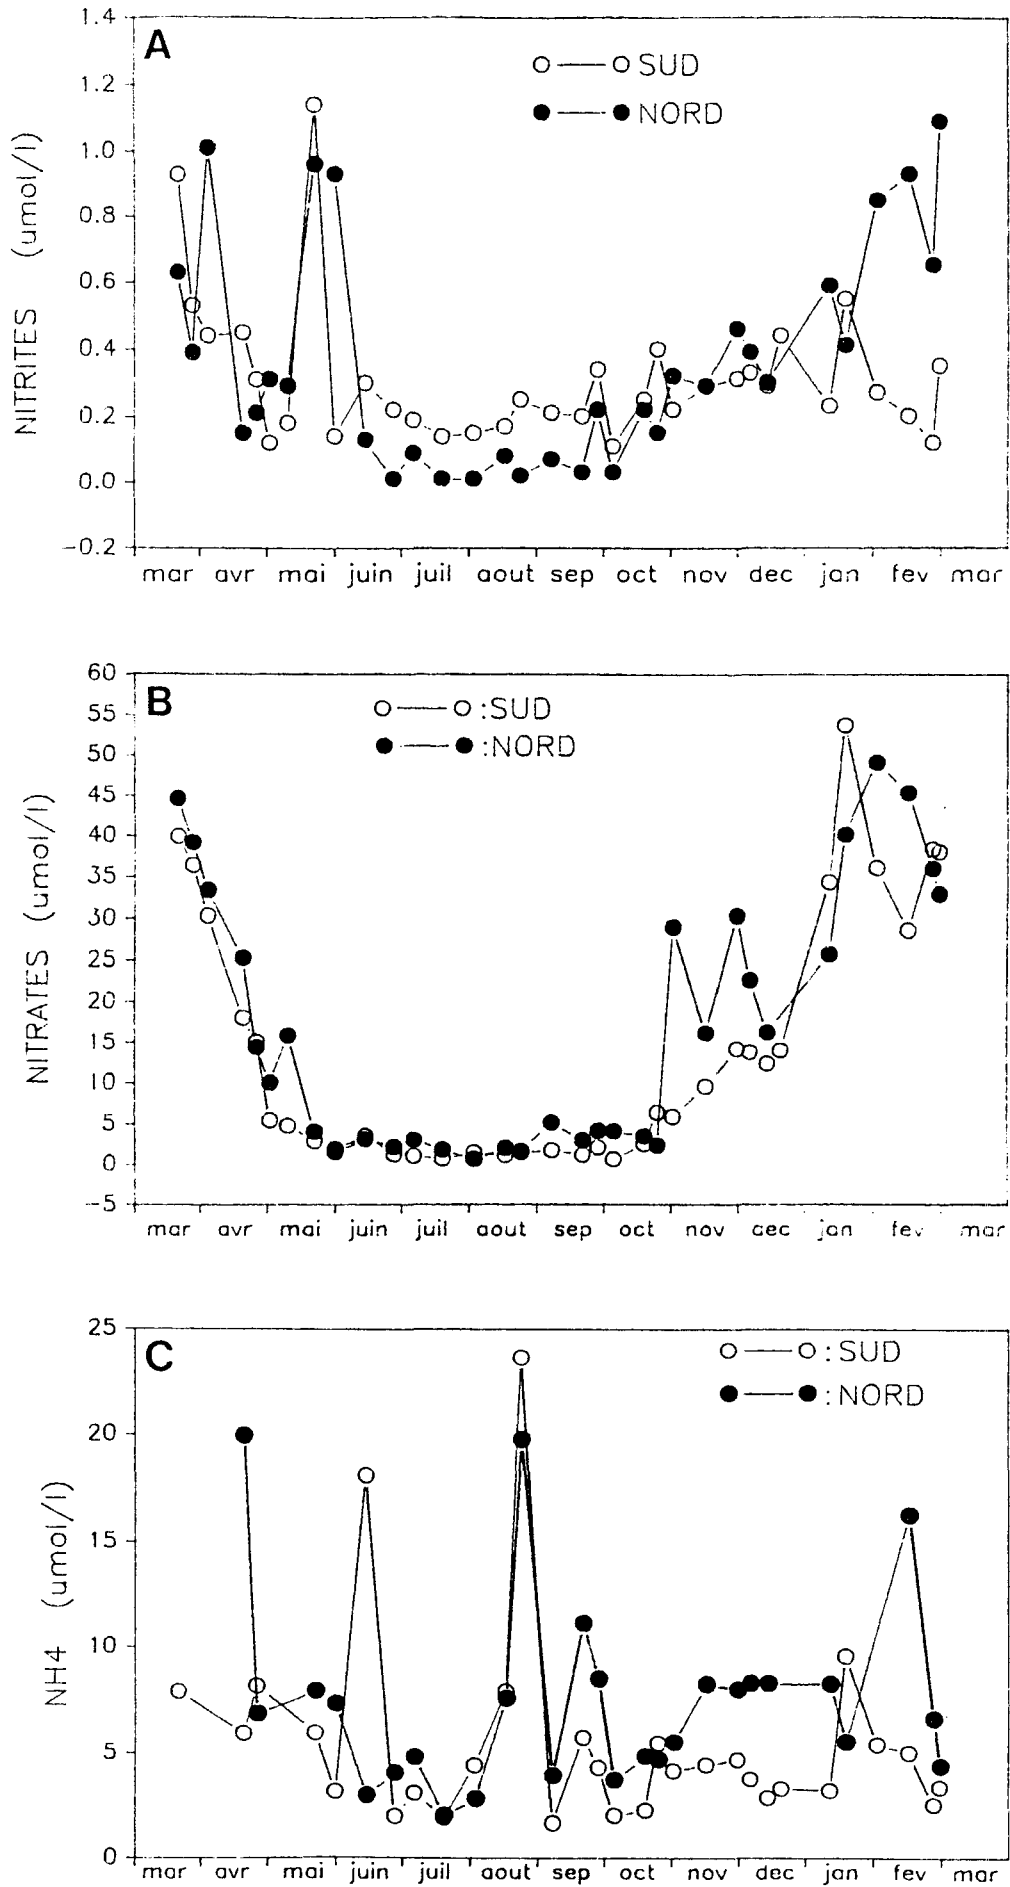 A
NITRITES (umol/l)
1.4
1.2
1.0
0.8
0.6
0.4
0.2
0.0
-0.2
SUD
NORD
mar avr mai juin juil aout sep oct nov dec jan fev mar
B
NITRATES (umol/l)
60
55
50
45
40
35
30
25
20
15
10
5
0
-5
:SUD
:NORD
mar avr mai juin juil aout sep oct nov dec jan fev mar
C
NH4 (umol/l)
25
20
15
10
5
0
:SUD
:NORD
mar avr mai juin juil aout sep oct nov dec jan fev mar